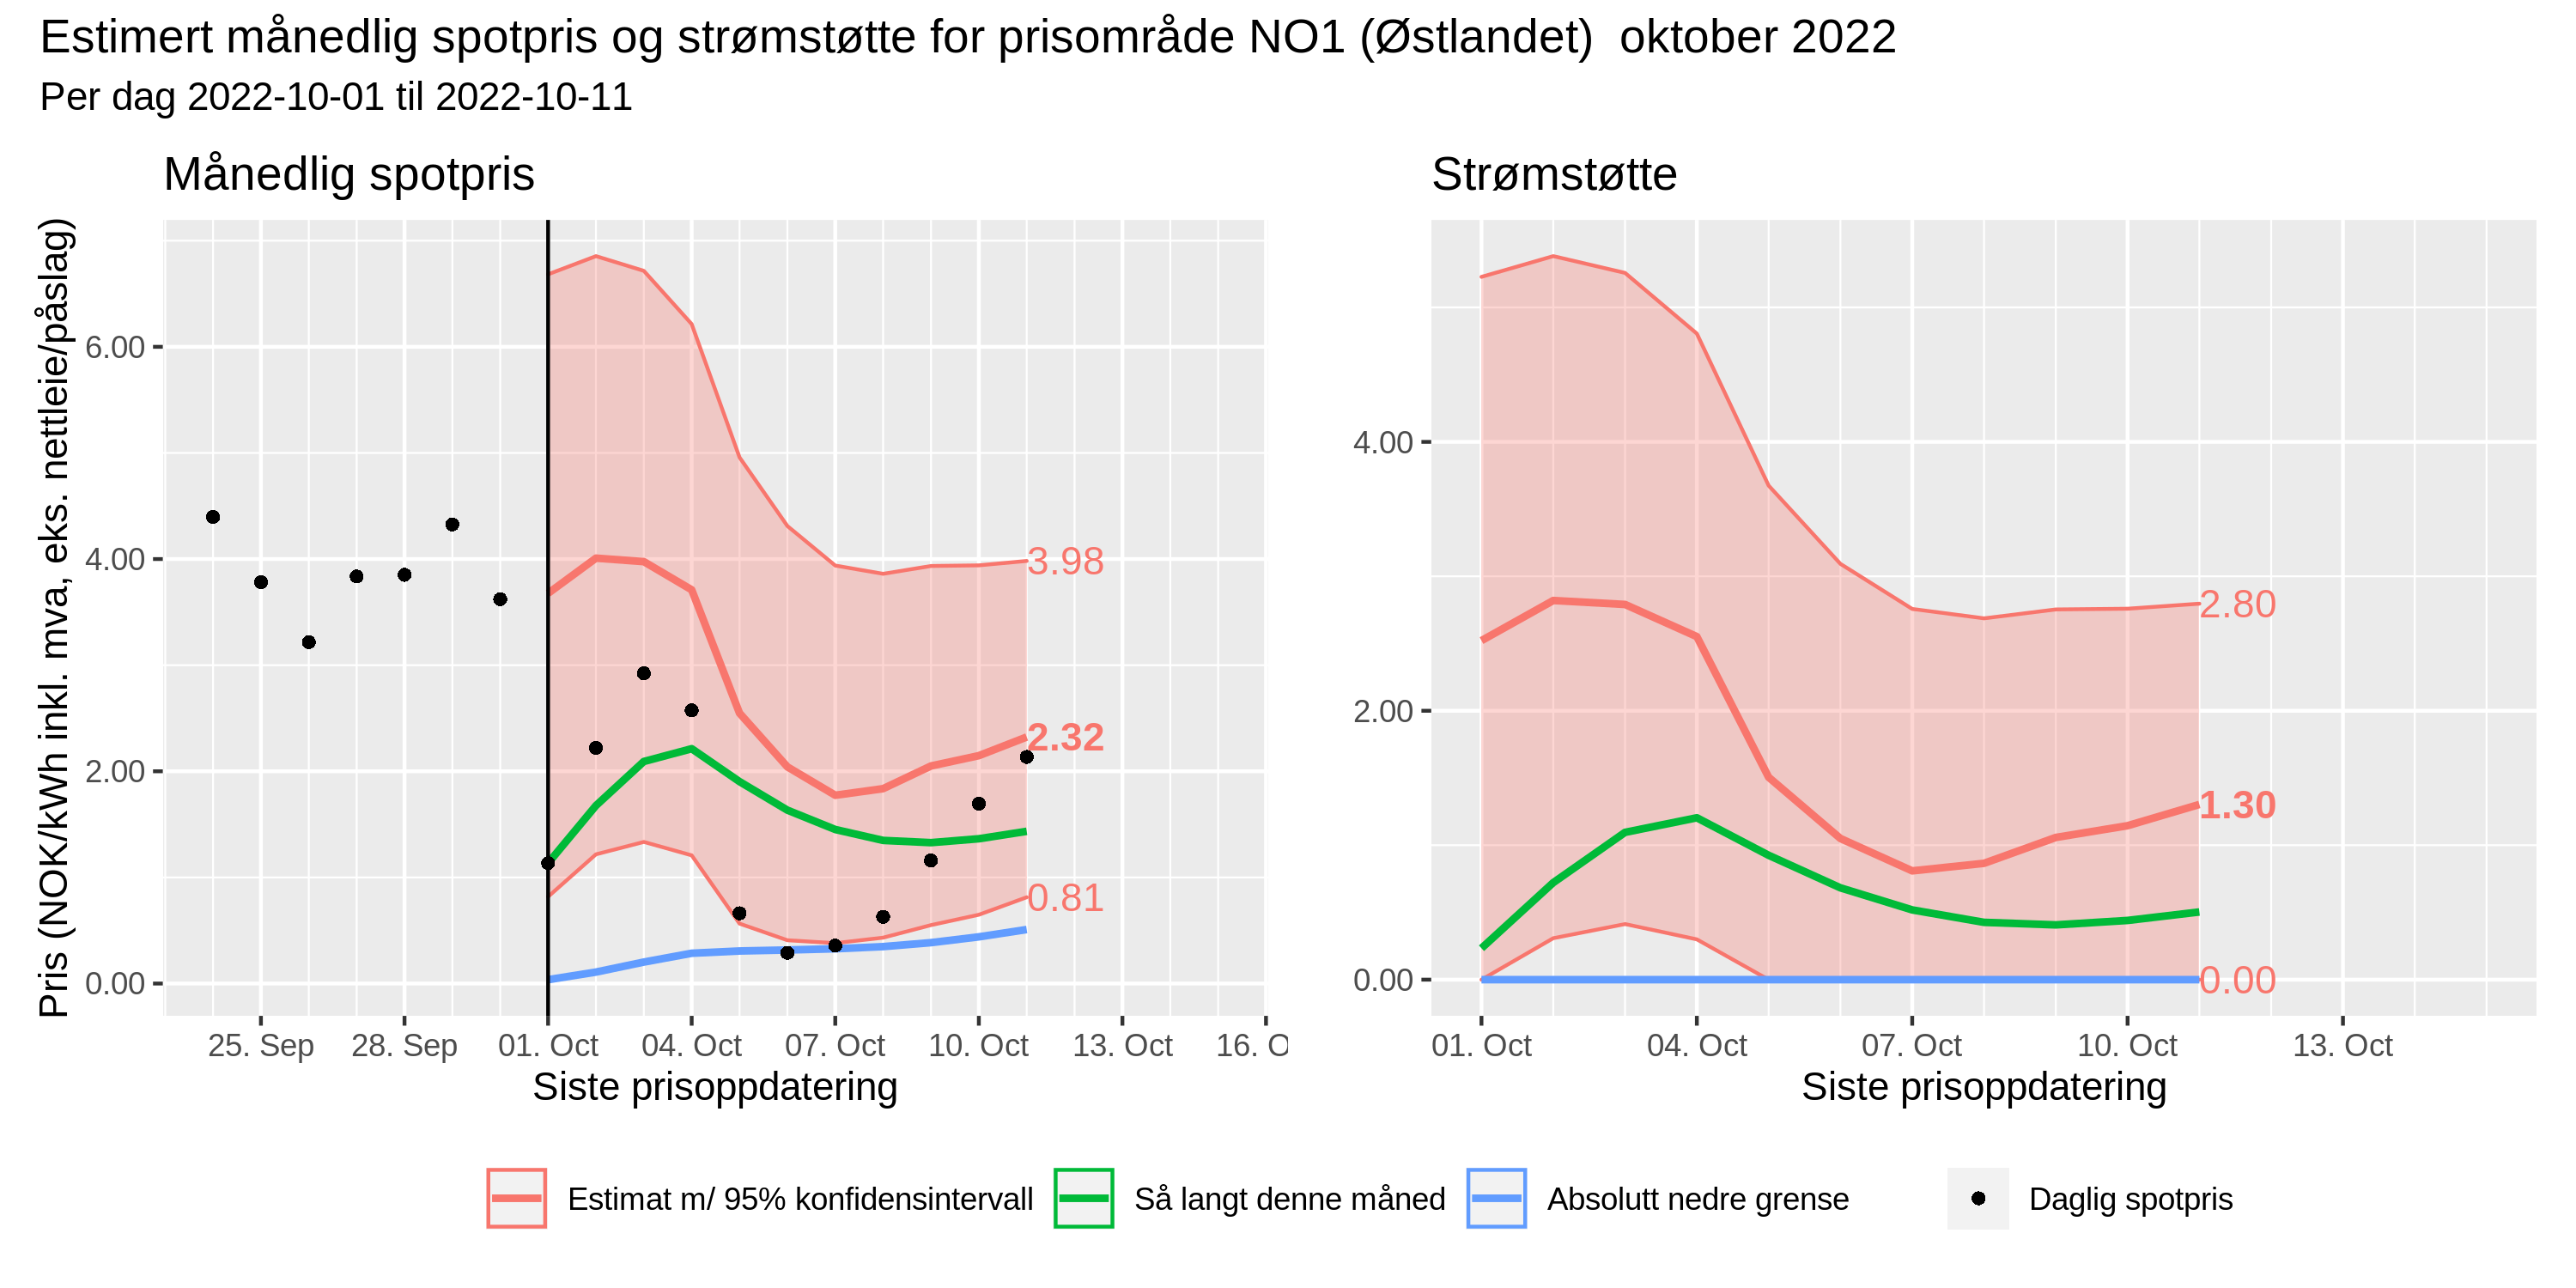 Estimert månedlig spotpris og strømstøtte for prisområde NO1 (Østlandet)  oktober 2022
Per dag 2022-10-01 til 2022-10-11
Månedlig spotpris
Pris (NOK/kWh inkl. mva, eks. nettleie/påslag)
6.00
4.00
2.00
0.00
3.98
2.32
0.81
25. Sep 28. Sep 01. Oct 04. Oct 07. Oct 10. Oct 13. Oct 16. O
Siste prisoppdatering
Strømstøtte
4.00
2.00
0.00
2.80
1.30
0.00
01. Oct 04. Oct 07. Oct 10. Oct 13. Oct
Siste prisoppdatering
Estimat m/ 95% konfidensintervall Så langt denne måned Absolutt nedre grense Daglig spotpris